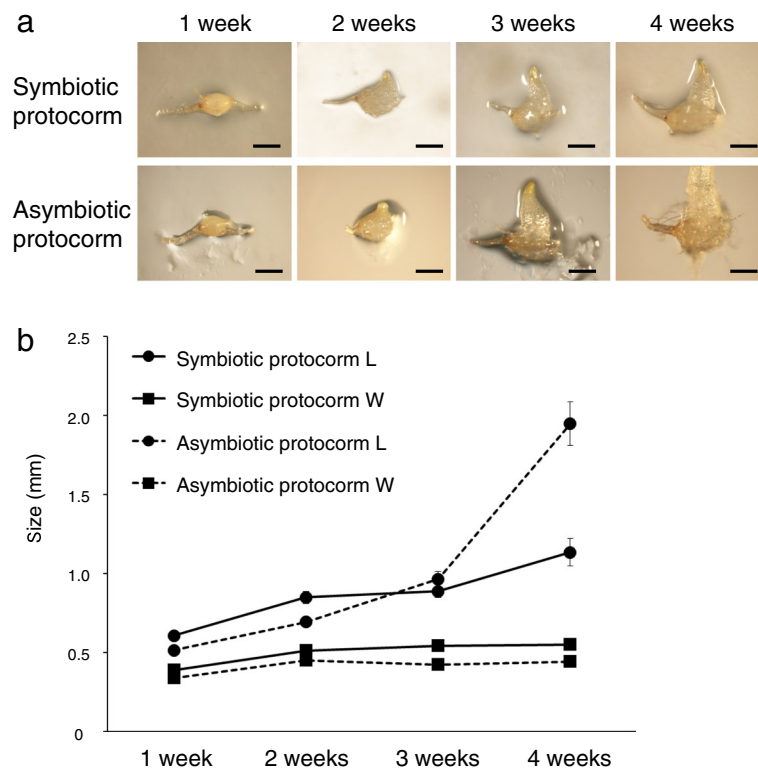 a
1 week 2 weeks 3 weeks 4 weeks
Symbiotic
protocorm
Asymbiotic
protocorm
b
2.5
2.0
1.5
1.0
0.5
0
Size (mm)
Symbiotic protocorm L
Symbiotic protocorm W
Asymbiotic protocorm L
Asymbiotic protocorm W
1 week 2 weeks 3 weeks 4 weeks